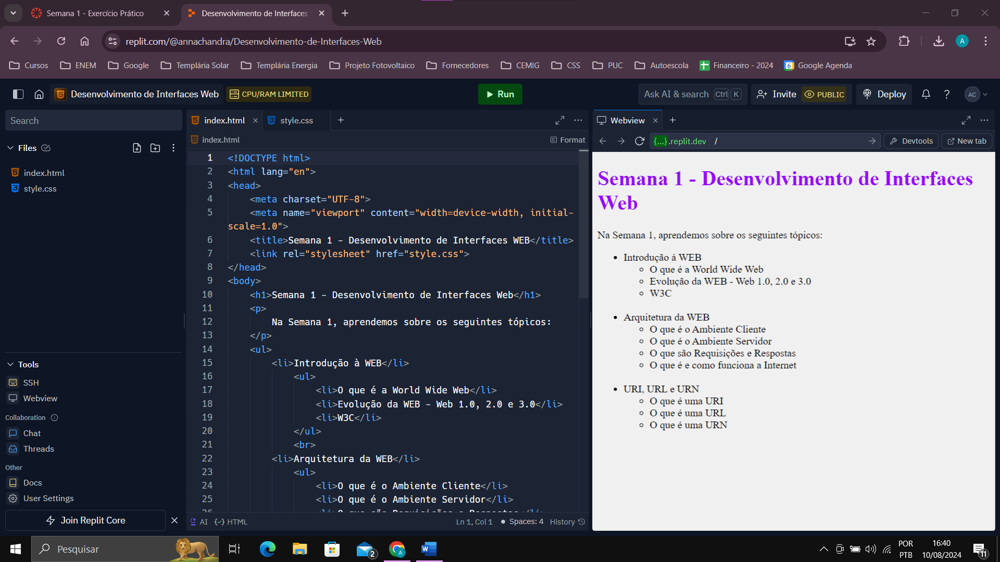 Semana 1 - Exercício Prático
Desenvolvimento de Interfaces
replit.com/@annachandra/Desenvolvimento-de-Interfaces-Web
A
Cursos
ENEM
Google
Templária Solar
Templária Energia
Projeto Fotovoltaico
Fornecedores
CEMIG
CSS
PUC
Autoescola
Financeiro - 2024
6
Google Agenda
Desenvolvimento de Interfaces Web
CPU/RAM LIMITED
Run
Ask AI & search Ctrl K
Invite
PUBLIC
Deploy
?
AC
Search
Files
index.html
style.css
Tools
SSH
Webview
Collaboration
Chat
Threads
Other
Docs
User Settings
Join Replit Core
index.html
style.css
index.html
Format
1 <!DOCTYPE html>
2 <html lang="en">
3 <head>
4 <meta charset="UTF-8">
5 <meta name="viewport" content="width=device-width, initial-
scale=1.0">
6 <title>Semana 1 - Desenvolvimento de Interfaces WEB</title>
7 <link rel="stylesheet" href="style.css">
8 </head>
9 <body>
10 <h1>Semana 1 - Desenvolvimento de Interfaces Web</h1>
11 <p>
12 Na Semana 1, aprendemos sobre os seguintes tópicos:
13 </p>
14 <ul>
15 <li>Introdução à WEB</li>
16 <ul>
17 <li>O que é a World Wide Web</li>
18 <li>Evolução da WEB - Web 1.0, 2.0 e 3.0</li>
19 <li>W3C</li>
20 </ul>
21 <br>
22 <li>Arquitetura da WEB</li>
23 <ul>
24 <li>O que é o Ambiente Cliente</li>
25 <li>O que é o Ambiente Servidor</li>
26 <li>O que são Requisições e Respostas</li>
AI
HTML
Ln 1, Col 1
Spaces: 4
History
Webview
{...}.replit.dev /
Devtools
New tab
Semana 1 - Desenvolvimento de Interfaces
Web
Na Semana 1, aprendemos sobre os seguintes tópicos:
Introdução à WEB
O que é a World Wide Web
Evolução da WEB - Web 1.0, 2.0 e 3.0
W3C
Arquitetura da WEB
O que é o Ambiente Cliente
O que é o Ambiente Servidor
O que são Requisições e Respostas
O que é e como funciona a Internet
URI, URL e URN
O que é uma URI
O que é uma URL
O que é uma URN
Pesquisar
2
A
W
POR
PTB
16:40
10/08/2024
11